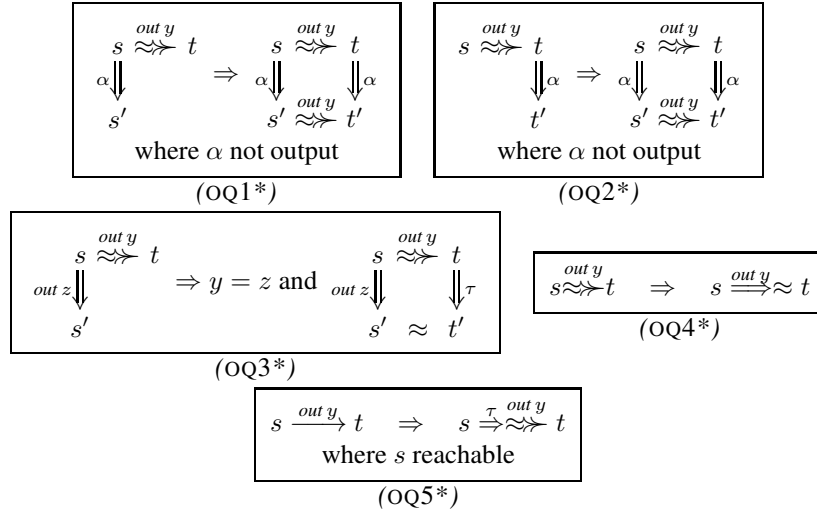 s ≈≫^{out y} t ⇒ s ≈≫^{out y} t
α⇓ α⇓ ⇓α
s′ s′ ≈≫^{out y} t′
where α not output
(OQ1*)
s ≈≫^{out y} t ⇒ s ≈≫^{out y} t
⇓α α⇓ ⇓α
t′ s′ ≈≫^{out y} t′
where α not output
(OQ2*)
s ≈≫^{out y} t ⇒ y = z and s ≈≫^{out y} t
out z⇓ out z⇓ ⇓τ
s′ s′ ≈ t′
(OQ3*)
s ≈≫^{out y} t ⇒ s ⟹^{out y} ≈ t
(OQ4*)
s ⟶^{out y} t ⇒ s ⇒^{τ} ≈≫^{out y} t
where s reachable
(OQ5*)